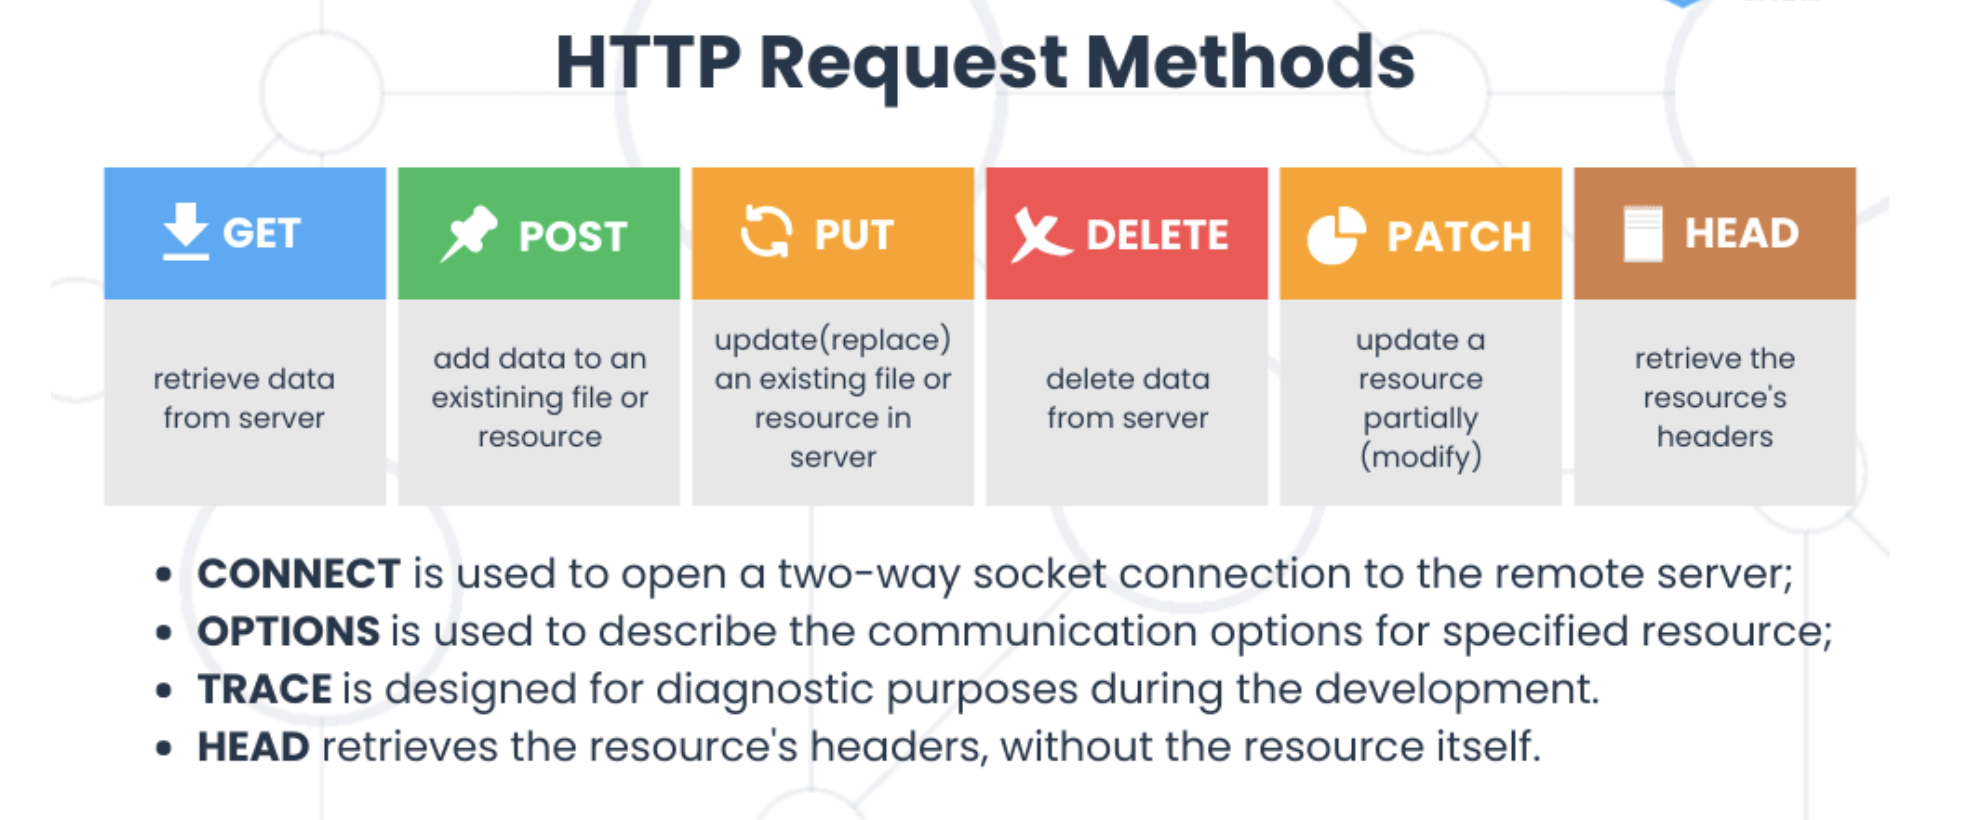 HTTP Request Methods
GET
retrieve data
from server
POST
add data to an
existining file or
resource
PUT
update(replace)
an existing file or
resource in
server
DELETE
delete data
from server
PATCH
update a
resource
partially
(modify)
HEAD
retrieve the
resource's
headers
• CONNECT is used to open a two-way socket connection to the remote server;
• OPTIONS is used to describe the communication options for specified resource;
• TRACE is designed for diagnostic purposes during the development.
• HEAD retrieves the resource's headers, without the resource itself.